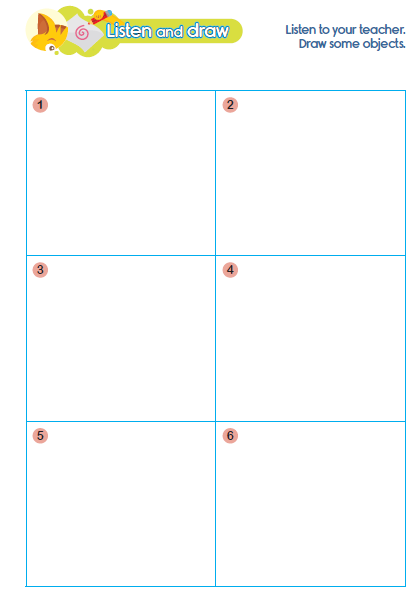 Listen and draw
Listen to your teacher.
Draw some objects.
1
2
3
4
5
6